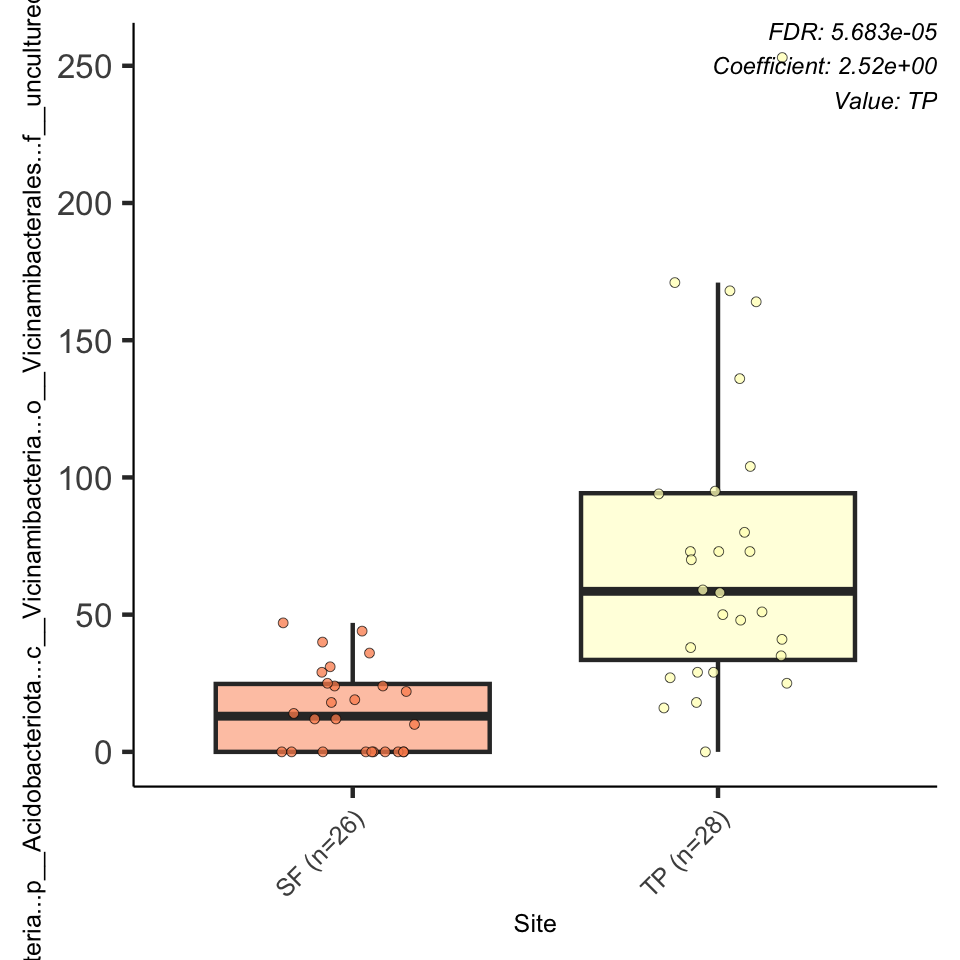 FDR: 5.683e-05
Coefficient: 2.52e+00
Value: TP
teria...p__Acidobacteriota...c__Vicinamibacteria...o__Vicinamibacterales...f__uncultured
250
200
150
100
50
0
SF (n=26)
TP (n=28)
Site